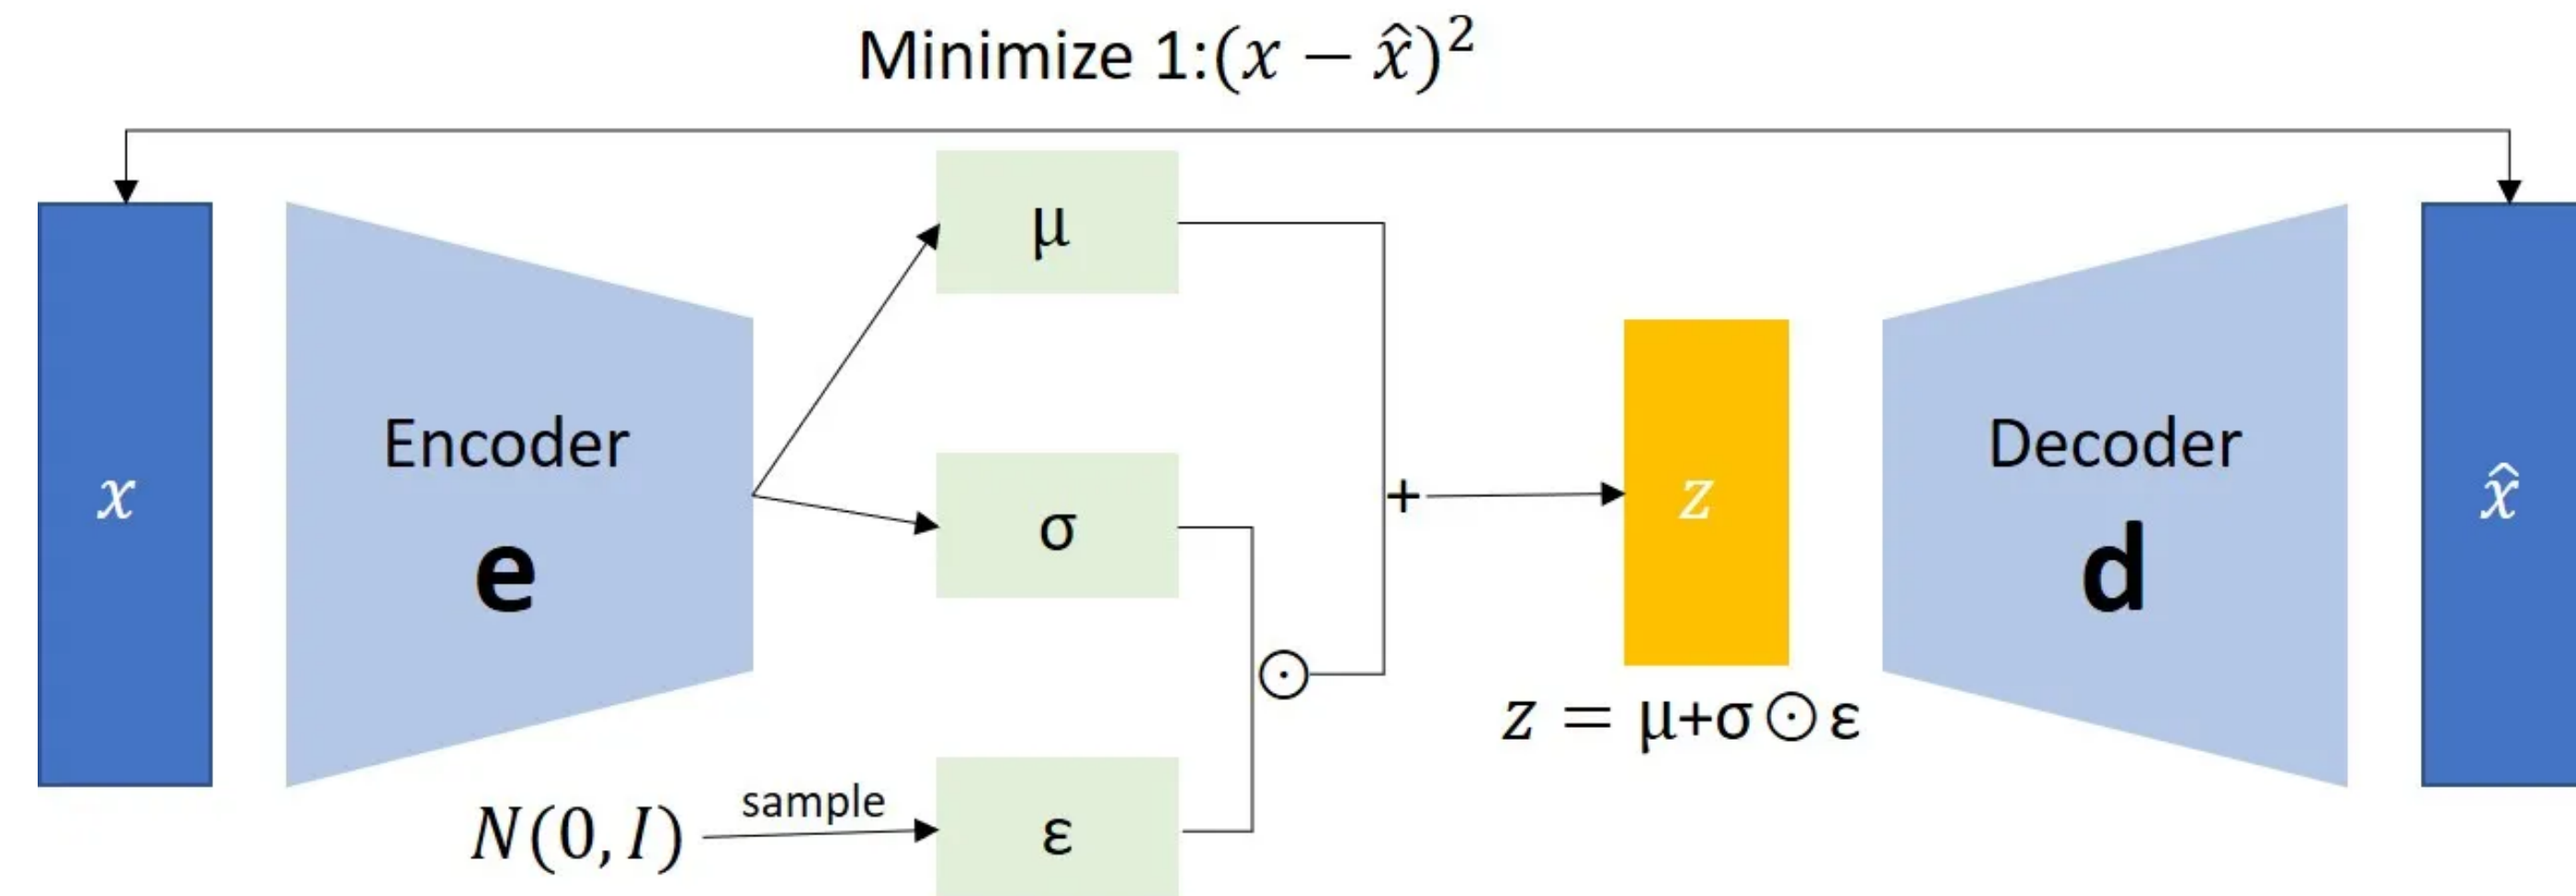 Minimize 1:(x − x̂)²
μ
Encoder
e
x
σ
+
z
Decoder
d
x̂
⊙
z = μ+σ⊙ε
N(0, I)
sample
ε